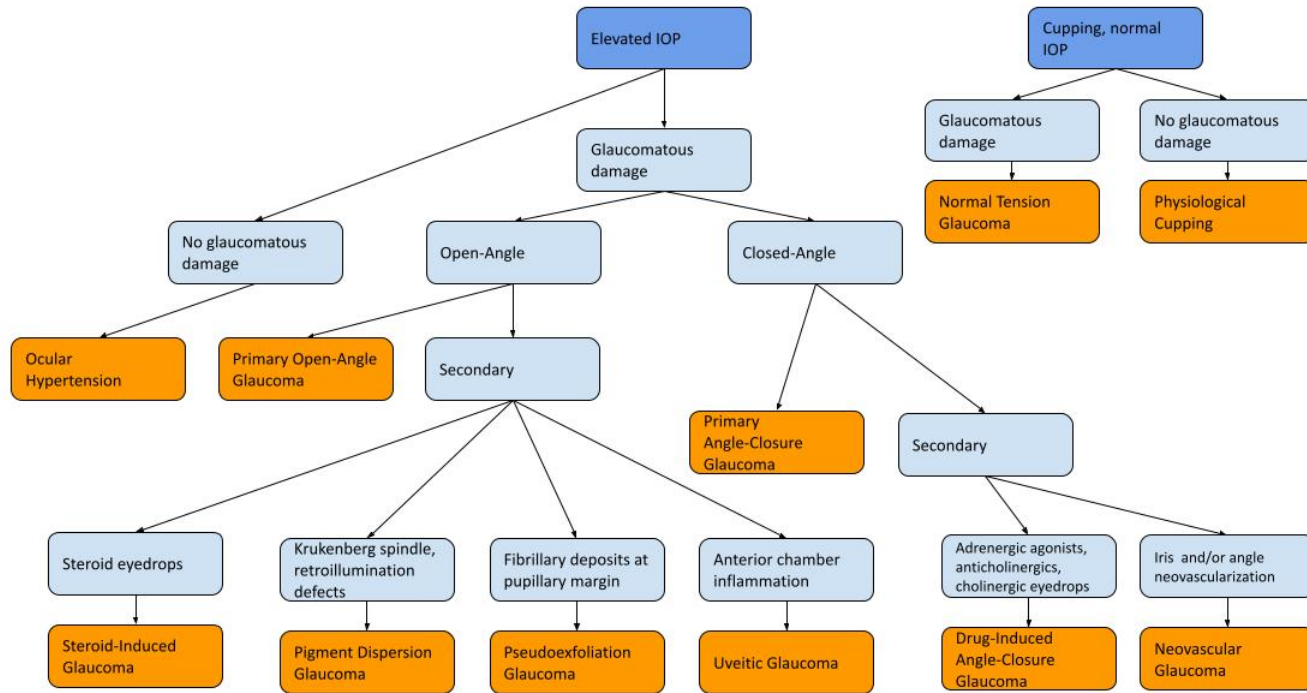 Elevated IOP
Cupping, normal
IOP
Glaucomatous
damage
No glaucomatous
damage
Glaucomatous
damage
Normal Tension
Glaucoma
Physiological
Cupping
No glaucomatous
damage
Open-Angle
Closed-Angle
Ocular
Hypertension
Primary Open-Angle
Glaucoma
Secondary
Primary
Angle-Closure
Glaucoma
Secondary
Steroid eyedrops
Krukenberg spindle,
retroillumination
defects
Fibrillary deposits at
pupillary margin
Anterior chamber
inflammation
Adrenergic agonists,
anticholinergics,
cholinergic eyedrops
Iris and/or angle
neovascularization
Steroid-Induced
Glaucoma
Pigment Dispersion
Glaucoma
Pseudoexfoliation
Glaucoma
Uveitic Glaucoma
Drug-Induced
Angle-Closure
Glaucoma
Neovascular
Glaucoma